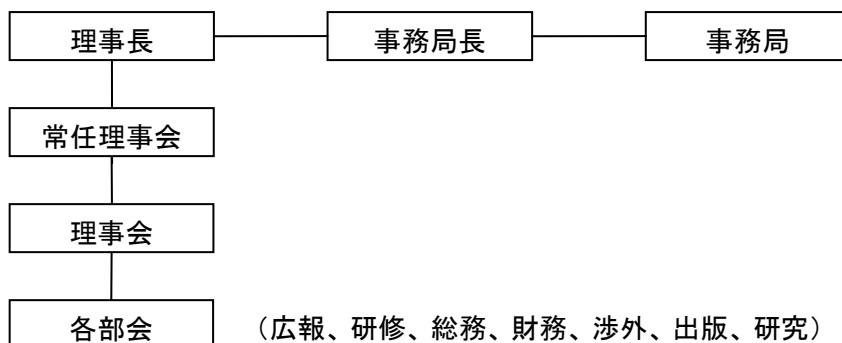 理事長 事務局長 事務局
常任理事会
理事会
各部会 （広報、研修、総務、財務、渉外、出版、研究）